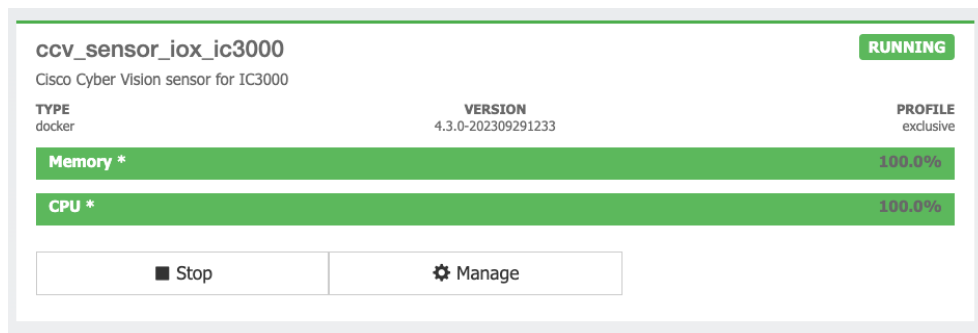 ccv_sensor_iox_ic3000
RUNNING
Cisco Cyber Vision sensor for IC3000
TYPE VERSION PROFILE
docker 4.3.0-202309291233 exclusive
Memory * 100.0%
CPU * 100.0%
Stop Manage